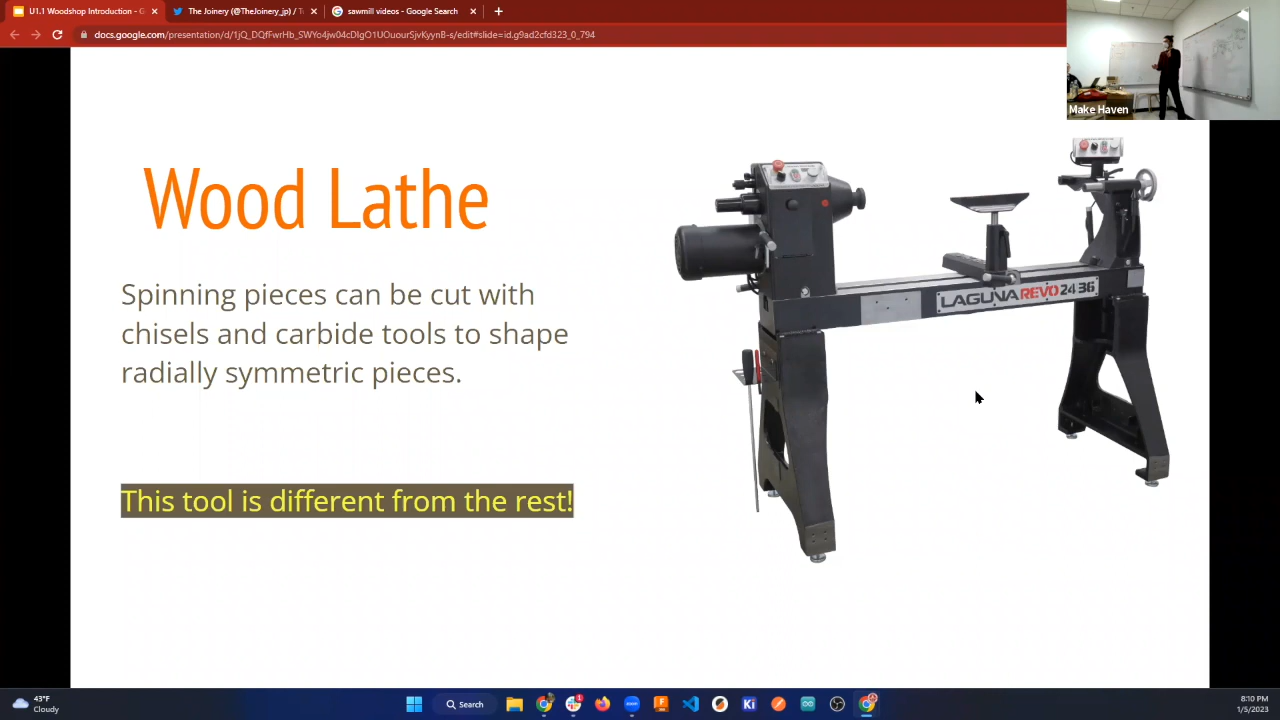 U1.1 Woodshop Introduction - G
The Joinery (@TheJoinery_jp) / T
sawmill videos - Google Search
docs.google.com/presentation/d/1jQ_DQfFwrHb_SWYo4jw04cDIgO1UOuourSjvKyynB-s/edit#slide=id.g9ad2cfd323_0_794
Make Haven
Wood Lathe
Spinning pieces can be cut with
chisels and carbide tools to shape
radially symmetric pieces.
This tool is different from the rest!
LAGUNA REVO 24 36
43°F
Cloudy
Search
zoom
Ki
8:10 PM
1/5/2023